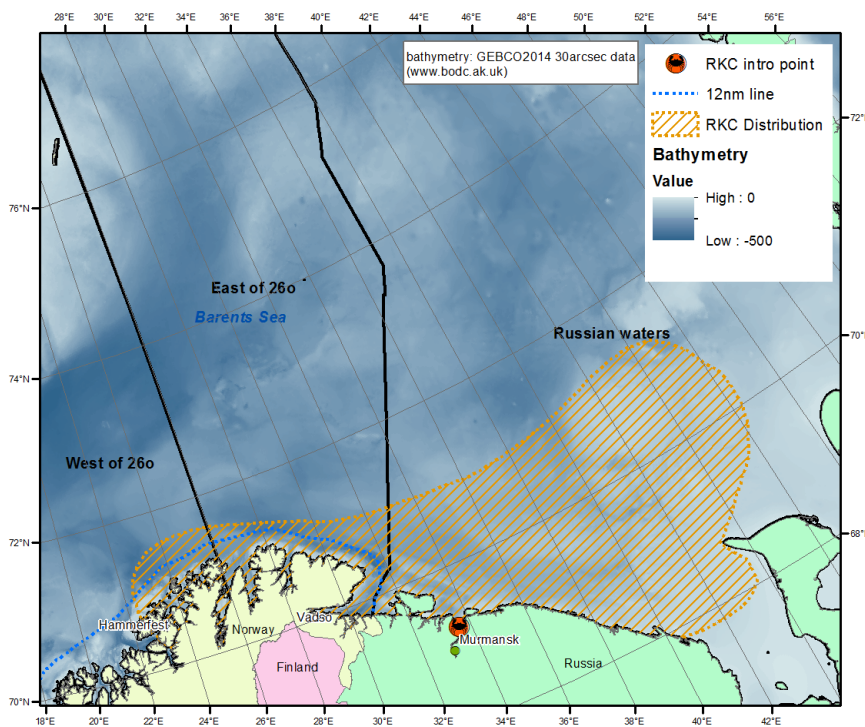 28°E 32°E 36°E 38°E 40°E 42°E 44°E 46°E 48°E 50°E 52°E 54°E 56°E
bathymetry: GEBCO2014 30arcsec data
(www.bodc.ak.uk)
RKC intro point
12nm line
RKC Distribution
Bathymetry
Value
High : 0
Low : -500
72°N
76°N
East of 26o
Barents Sea
Russian waters
70°N
74°N
West of 26o
72°N
68°N
Hammerfest
Norway
Vadso
Murmansk
Finland
Russia
70°N
18°E 20°E 22°E 24°E 26°E 28°E 30°E 32°E 34°E 36°E 38°E 40°E 42°E